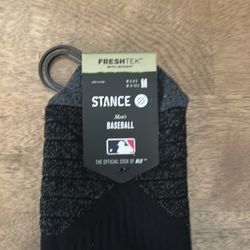 FRESHTEK
STANCE
Men's
BASEBALL
THE OFFICIAL SOCK OF MLB